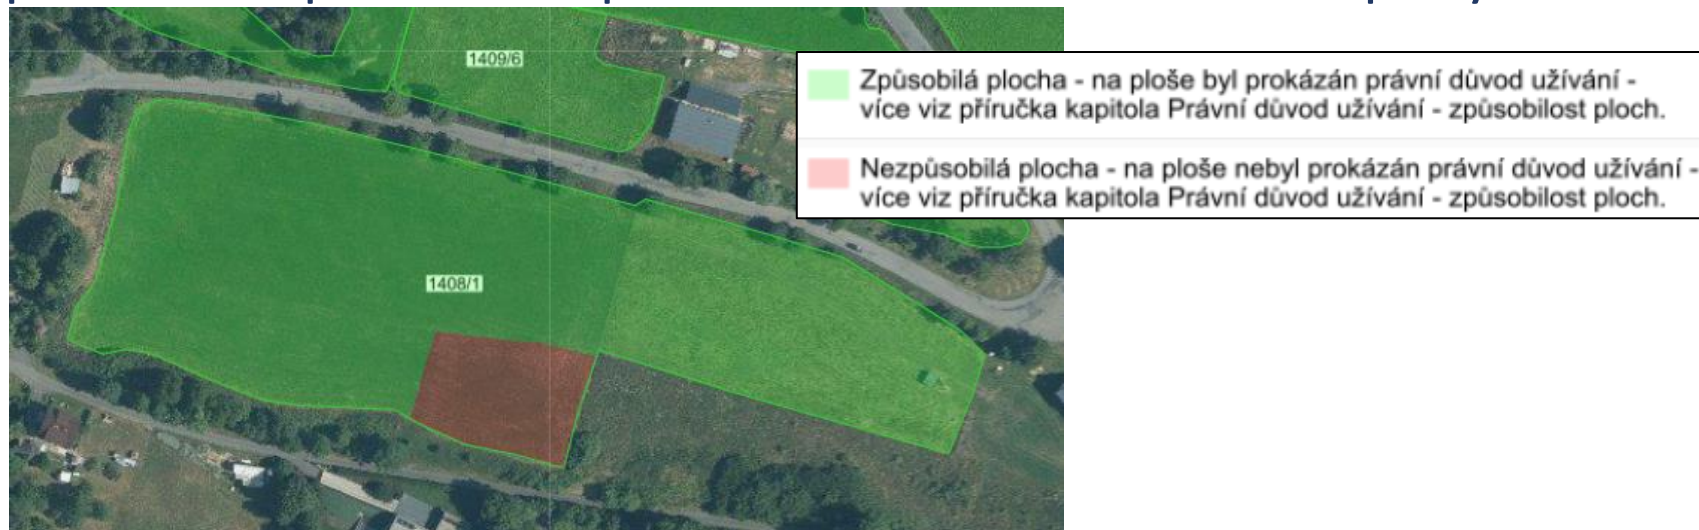 1409/6
Způsobilá plocha - na ploše byl prokázán právní důvod užívání -
více viz příručka kapitola Právní důvod užívání - způsobilost ploch.
Nezpůsobilá plocha - na ploše nebyl prokázán právní důvod užívání -
více viz příručka kapitola Právní důvod užívání - způsobilost ploch.
1408/1